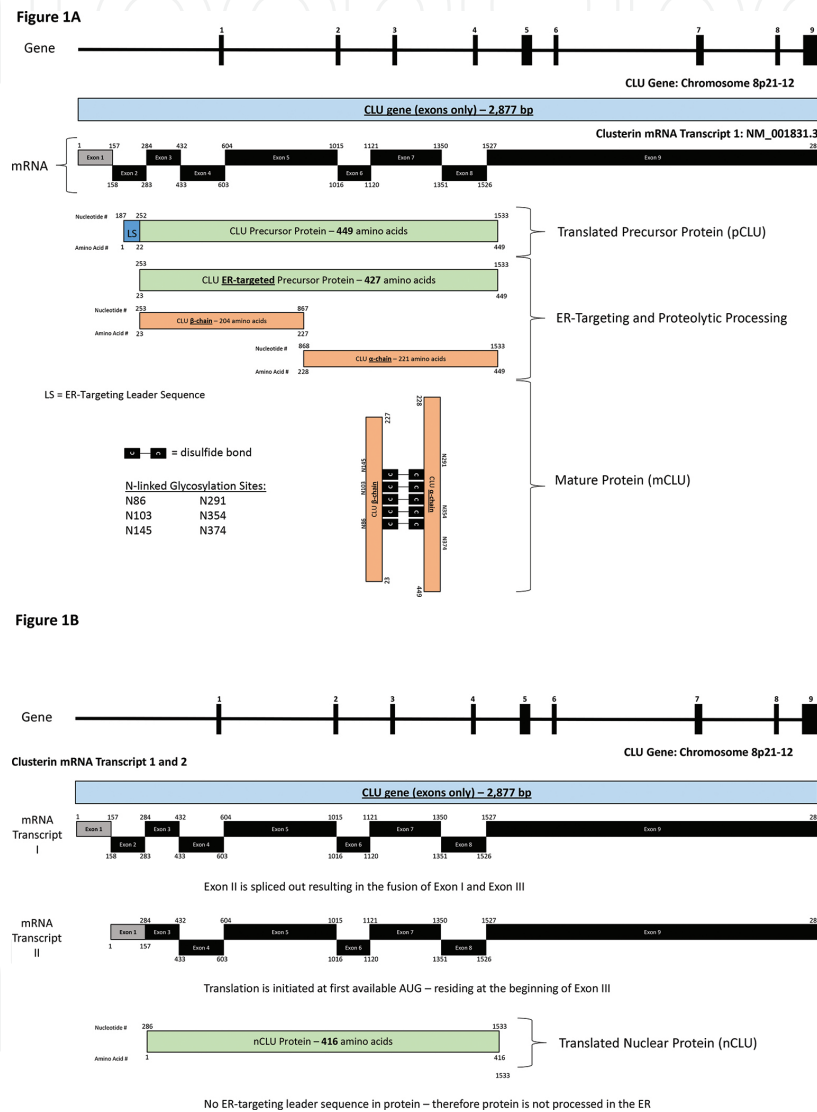 Figure 1A
1 2 3 4 5 6 7 8 9
Gene
CLU Gene: Chromosome 8p21-12
CLU gene (exons only) – 2,877 bp
Clusterin mRNA Transcript 1: NM_001831.3
1 157 284 432 604 1015 1121 1350 1527
mRNA
Exon 1 Exon 3 Exon 5 Exon 7 Exon 9
Exon 2 Exon 4 Exon 6 Exon 8
158 283 433 603 1016 1120 1351 1526
Nucleotide # 187 252 1533
LS CLU Precursor Protein – 449 amino acids
Translated Precursor Protein (pCLU)
Amino Acid # 1 22 449
253 1533
CLU ER-targeted Precursor Protein – 427 amino acids
23 449
Nucleotide # 253 867
CLU β-chain – 204 amino acids
ER-Targeting and Proteolytic Processing
Amino Acid # 23 227
Nucleotide # 868 1533
CLU α-chain – 221 amino acids
Amino Acid # 228 449
LS = ER-Targeting Leader Sequence
C C = disulfide bond
N-linked Glycosylation Sites:
N86 N291
N103 N354
N145 N374
227
N145
N103
N86
CLU β-chain
23
C C
C C
C C
C C
C C
228
N291
N354
N374
CLU α-chain
449
Mature Protein (mCLU)
Figure 1B
1 2 3 4 5 6 7 8 9
Gene
CLU Gene: Chromosome 8p21-12
Clusterin mRNA Transcript 1 and 2
CLU gene (exons only) – 2,877 bp
mRNA
Transcript
I
1 157 284 432 604 1015 1121 1350 1527
Exon 1 Exon 3 Exon 5 Exon 7 Exon 9
Exon 2 Exon 4 Exon 6 Exon 8
158 283 433 603 1016 1120 1351 1526
Exon II is spliced out resulting in the fusion of Exon I and Exon III
mRNA
Transcript
II
284 432 604 1015 1121 1350 1527
Exon 1 Exon 3 Exon 5 Exon 7 Exon 9
Exon 4 Exon 6 Exon 8
1 157 433 603 1016 1120 1351 1526
Translation is initiated at first available AUG – residing at the beginning of Exon III
Nucleotide # 286 1533
nCLU Protein – 416 amino acids
Translated Nuclear Protein (nCLU)
Amino Acid # 1 416
1533
No ER-targeting leader sequence in protein – therefore protein is not processed in the ER